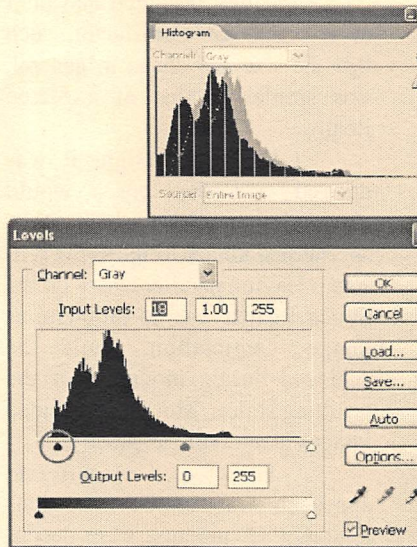 Histogram
Channel: Gray
Source: Entire Image
Levels
Channel: Gray
OK
Input Levels: 18 1.00 255
Cancel
Load...
Save...
Auto
Output Levels: 0 255
Options...
Preview